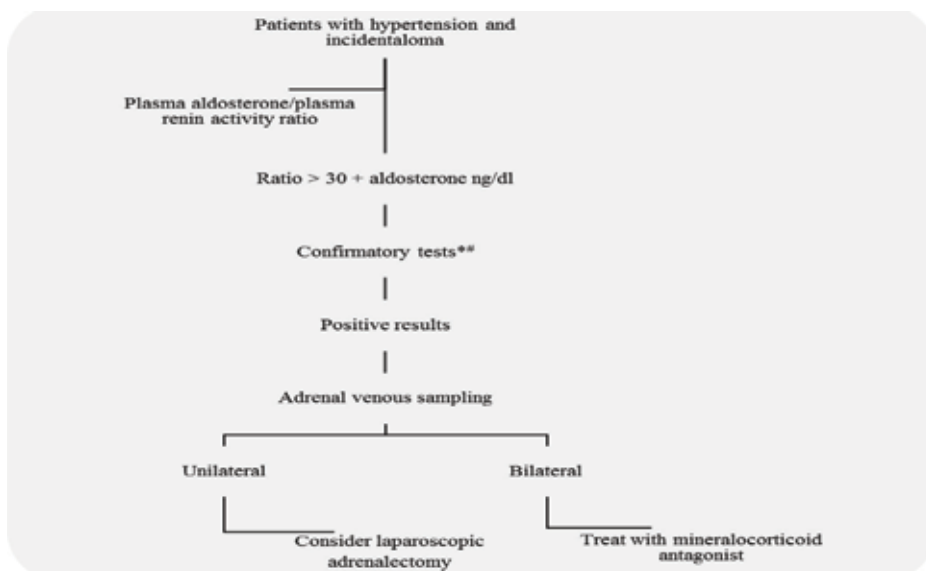 Patients with hypertension and
incidentaloma
Plasma aldosterone/plasma
renin activity ratio
Ratio > 30 + aldosterone ng/dl
Confirmatory tests*#
Positive results
Adrenal venous sampling
Unilateral
Bilateral
Consider laparoscopic
adrenalectomy
Treat with mineralocorticoid
antagonist